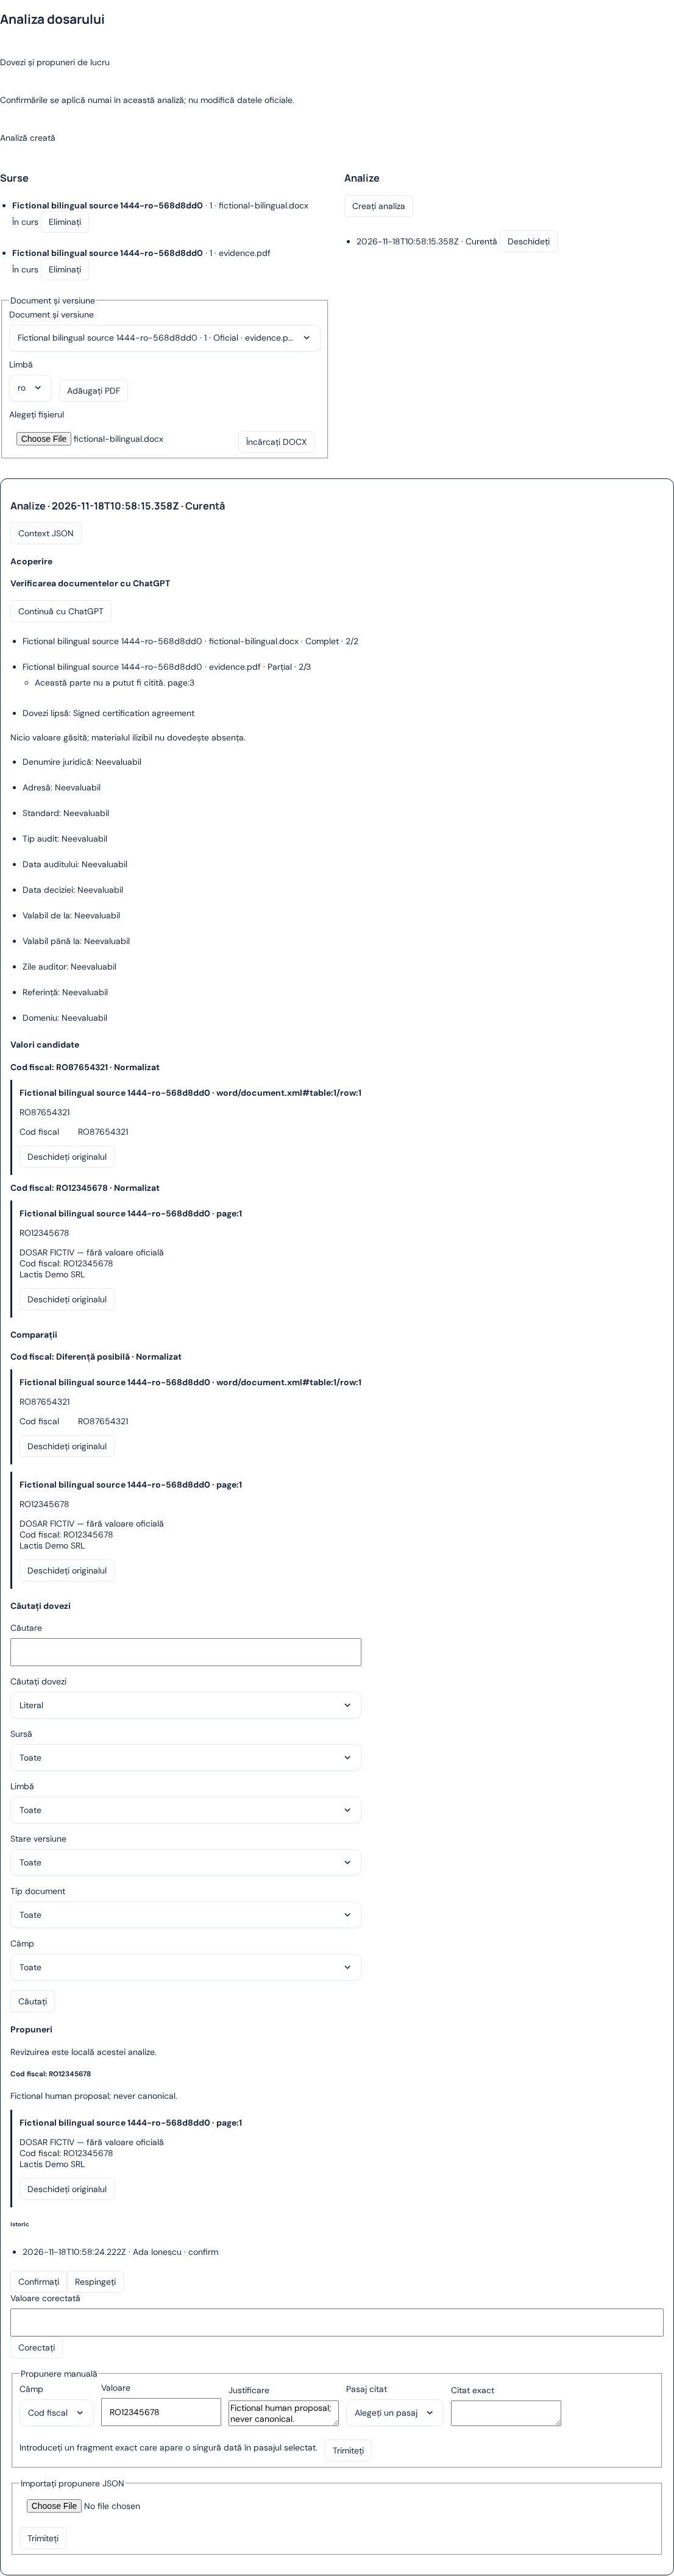 Analiza dosarului
Dovezi și propuneri de lucru
Confirmările se aplică numai în această analiză; nu modifică datele oficiale.
Analiză creată
Surse
Fictional bilingual source 1444-ro-568d8dd0 · 1 · fictional-bilingual.docx
În curs Eliminați
Fictional bilingual source 1444-ro-568d8dd0 · 1 · evidence.pdf
În curs Eliminați
Document și versiune
Document și versiune
Fictional bilingual source 1444-ro-568d8dd0 · 1 · Oficial · evidence.p...
Limbă
ro Adăugați PDF
Alegeți fișierul
Choose File fictional-bilingual.docx Încărcați DOCX
Analize
Creați analiza
2026-11-18T10:58:15.358Z · Curentă Deschideți
Analize · 2026-11-18T10:58:15.358Z · Curentă
Context JSON
Acoperire
Verificarea documentelor cu ChatGPT
Continuă cu ChatGPT
Fictional bilingual source 1444-ro-568d8dd0 · fictional-bilingual.docx · Complet · 2/2
Fictional bilingual source 1444-ro-568d8dd0 · evidence.pdf · Parțial · 2/3
Această parte nu a putut fi citită. page:3
Dovezi lipsă: Signed certification agreement
Nicio valoare găsită; materialul ilizibil nu dovedește absența.
Denumire juridică: Neevaluabil
Adresă: Neevaluabil
Standard: Neevaluabil
Tip audit: Neevaluabil
Data auditului: Neevaluabil
Data deciziei: Neevaluabil
Valabil de la: Neevaluabil
Valabil până la: Neevaluabil
Zile auditor: Neevaluabil
Referință: Neevaluabil
Domeniu: Neevaluabil
Valori candidate
Cod fiscal: RO87654321 · Normalizat
Fictional bilingual source 1444-ro-568d8dd0 · word/document.xml#table:1/row:1
RO87654321
Cod fiscal RO87654321
Deschideți originalul
Cod fiscal: RO12345678 · Normalizat
Fictional bilingual source 1444-ro-568d8dd0 · page:1
RO12345678
DOSAR FICTIV — fără valoare oficială
Cod fiscal: RO12345678
Lactis Demo SRL
Deschideți originalul
Comparații
Cod fiscal: Diferență posibilă · Normalizat
Fictional bilingual source 1444-ro-568d8dd0 · word/document.xml#table:1/row:1
RO87654321
Cod fiscal RO87654321
Deschideți originalul
Fictional bilingual source 1444-ro-568d8dd0 · page:1
RO12345678
DOSAR FICTIV — fără valoare oficială
Cod fiscal: RO12345678
Lactis Demo SRL
Deschideți originalul
Căutați dovezi
Căutare
Căutați dovezi
Literal
Sursă
Toate
Limbă
Toate
Stare versiune
Toate
Tip document
Toate
Câmp
Toate
Căutați
Propuneri
Revizuirea este locală acestei analize.
Cod fiscal: RO12345678
Fictional human proposal; never canonical.
Fictional bilingual source 1444-ro-568d8dd0 · page:1
DOSAR FICTIV — fără valoare oficială
Cod fiscal: RO12345678
Lactis Demo SRL
Deschideți originalul
Istoric
2026-11-18T10:58:24.222Z · Ada Ionescu · confirm
Confirmați Respingeți
Valoare corectată
Corectați
Propunere manuală
Câmp Valoare Justificare Pasaj citat Citat exact
Cod fiscal RO12345678 Fictional human proposal; never canonical. Alegeți un pasaj
Introduceți un fragment exact care apare o singură dată în pasajul selectat. Trimiteți
Importați propunere JSON
Choose File No file chosen
Trimiteți